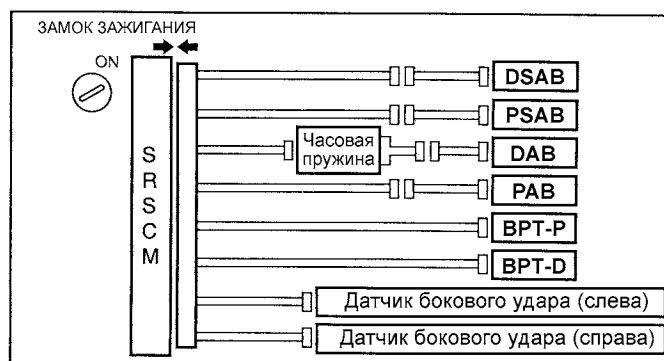 ЗАМОК ЗАЖИГАНИЯ
ON
SRSCM
DSAB
PSAB
Часовая
пружина
DAB
PAB
BPT-P
BPT-D
Датчик бокового удара (слева)
Датчик бокового удара (справа)